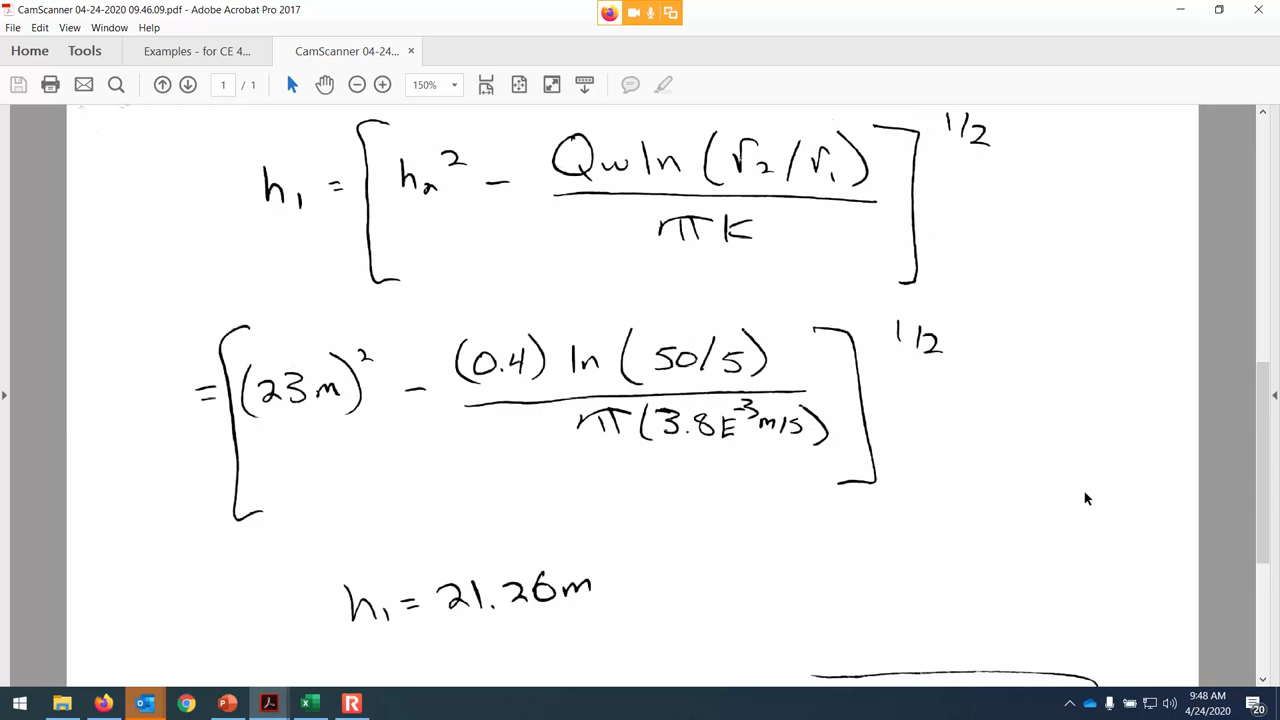 CamScanner 04-24-2020 09.46.09.pdf - Adobe Acrobat Pro 2017
File Edit View Window Help
Home Tools Examples - for CE 4... CamScanner 04-24... ×
1 / 1 150%
h₁ = [ h₂² - Qw ln (r₂/r₁) / πK ]^1/2
= [ (23m)² - (0.4) ln (50/5) / π(3.8E⁻³m/s) ]^1/2
h₁ = 21.26m
9:48 AM
4/24/2020
20